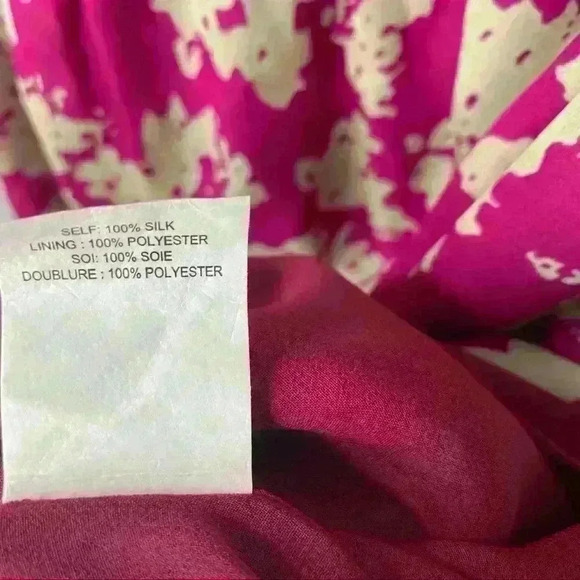 SELF: 100% SILK
LINING : 100% POLYESTER
SOI: 100% SOIE
DOUBLURE : 100% POLYESTER